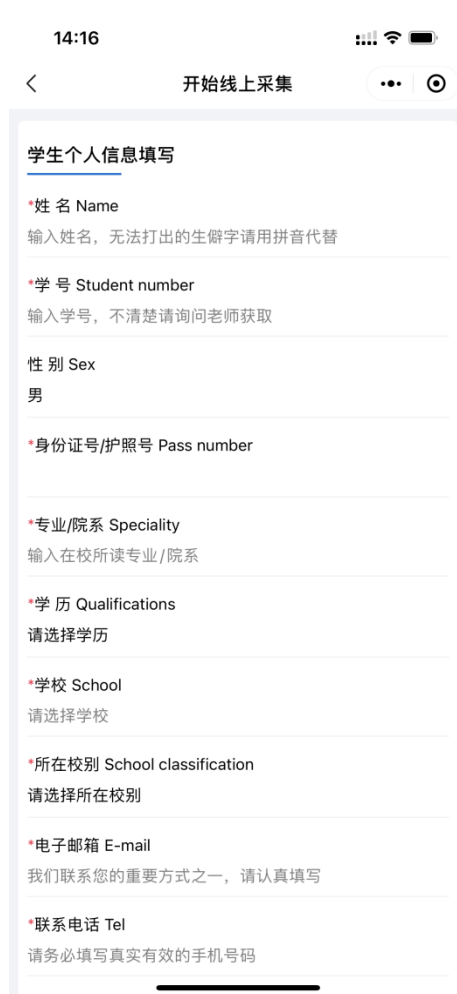 14:16
开始线上采集
学生个人信息填写
*姓 名 Name
输入姓名，无法打出的生僻字请用拼音代替
*学 号 Student number
输入学号，不清楚请询问老师获取
性 别 Sex
男
*身份证号/护照号 Pass number
*专业/院系 Speciality
输入在校所读专业/院系
*学 历 Qualifications
请选择学历
*学校 School
请选择学校
*所在校别 School classification
请选择所在校别
*电子邮箱 E-mail
我们联系您的重要方式之一，请认真填写
*联系电话 Tel
请务必填写真实有效的手机号码